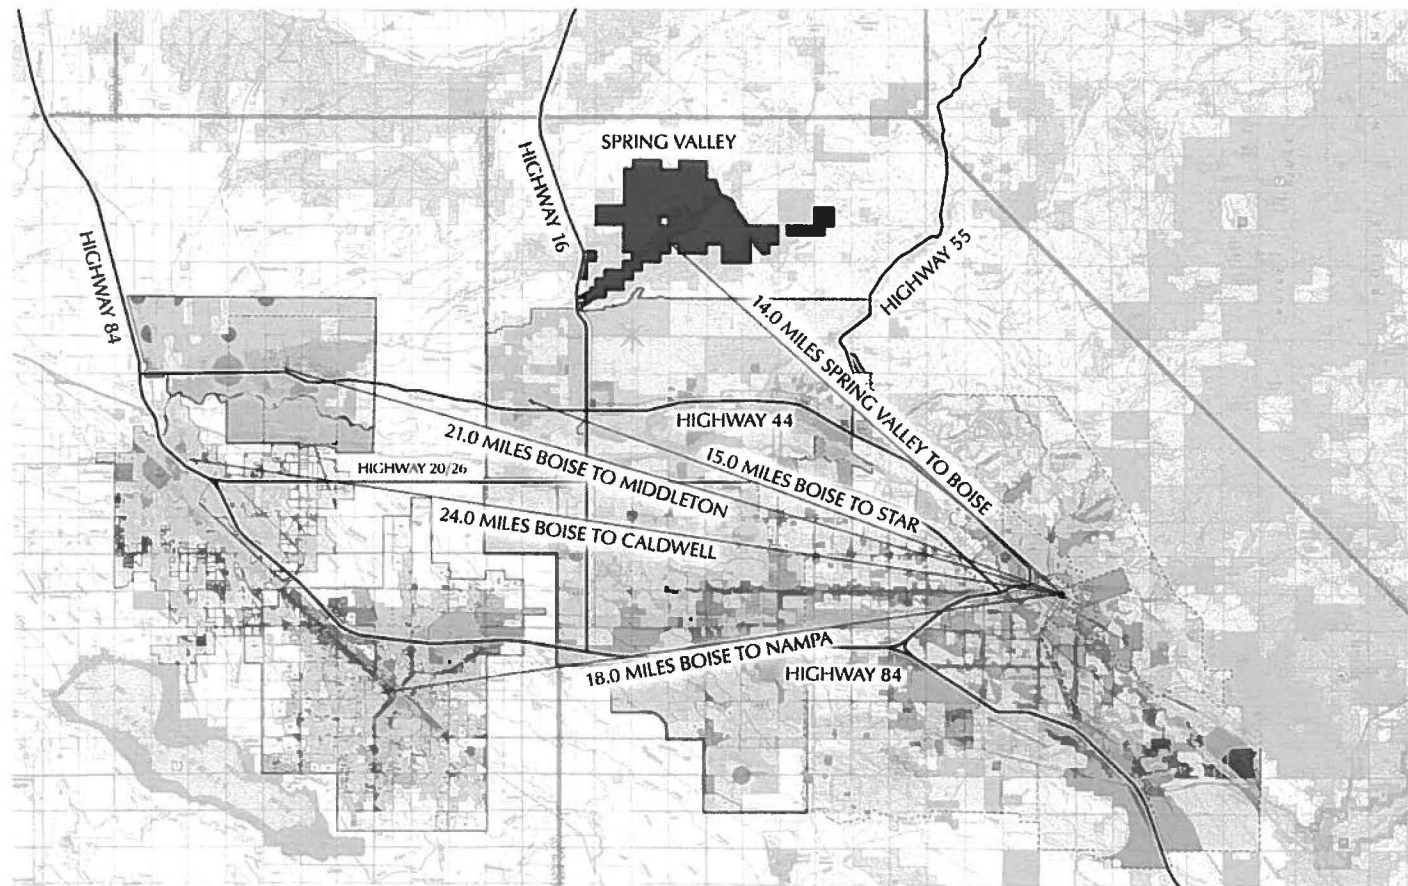 SPRING VALLEY
HIGHWAY 16
HIGHWAY 55
HIGHWAY 84
14.0 MILES SPRING VALLEY TO BOISE
HIGHWAY 44
21.0 MILES BOISE TO MIDDLETON
15.0 MILES BOISE TO STAR
HIGHWAY 20/26
24.0 MILES BOISE TO CALDWELL
18.0 MILES BOISE TO NAMPA
HIGHWAY 84